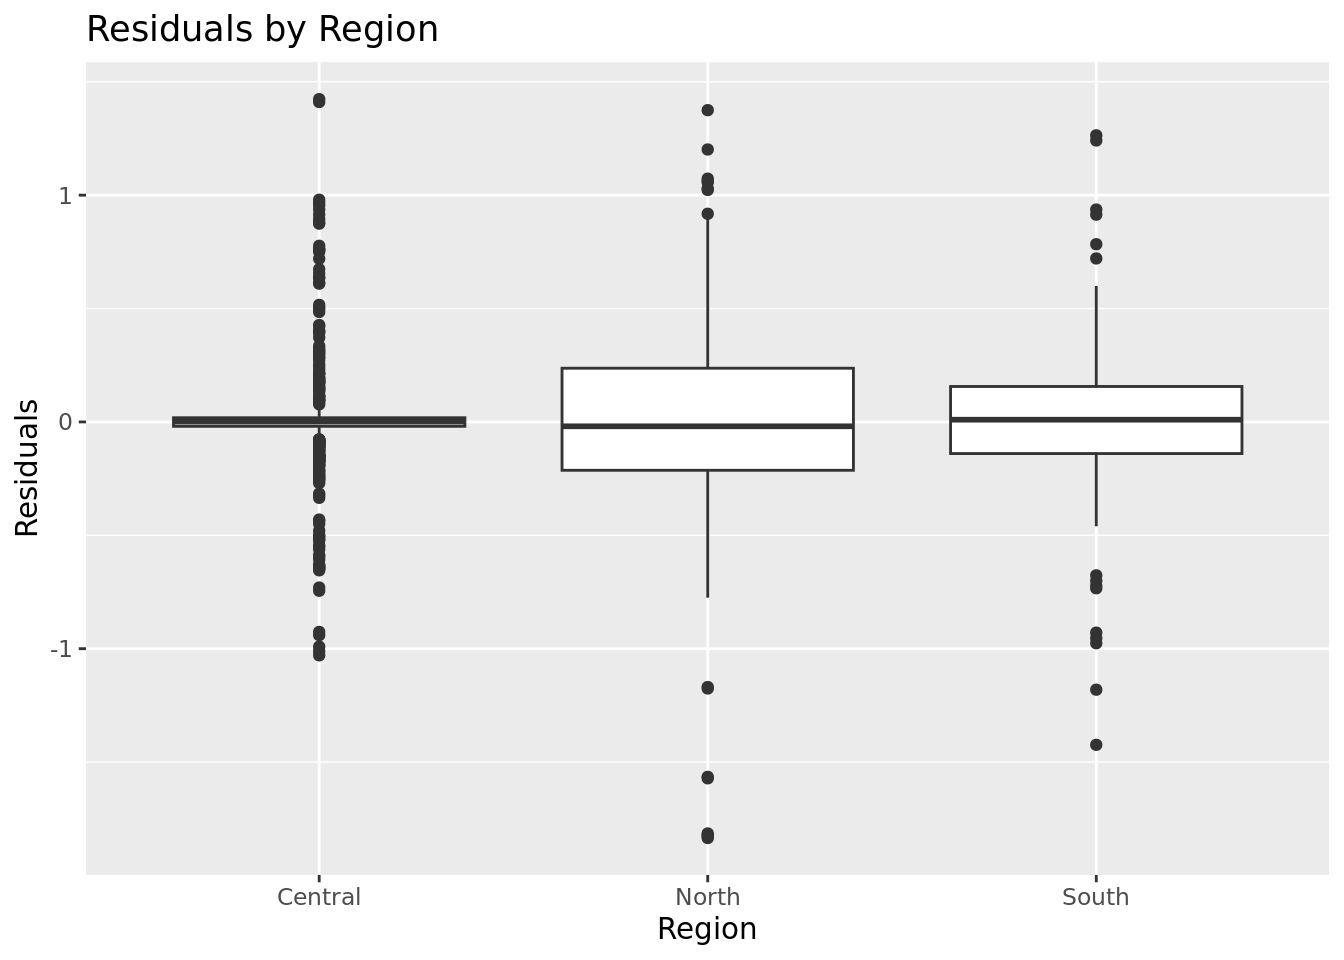 Residuals by Region
Residuals
1
0
-1
Central North South
Region